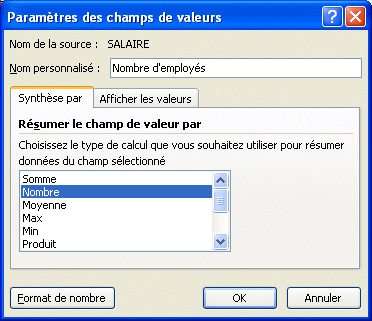 Paramètres des champs de valeurs
Nom de la source : SALAIRE
Nom personnalisé : Nombre d'employés
Synthèse par Afficher les valeurs
Résumer le champ de valeur par
Choisissez le type de calcul que vous souhaitez utiliser pour résumer
données du champ sélectionné
Somme
Nombre
Moyenne
Max
Min
Produit
Format de nombre OK Annuler